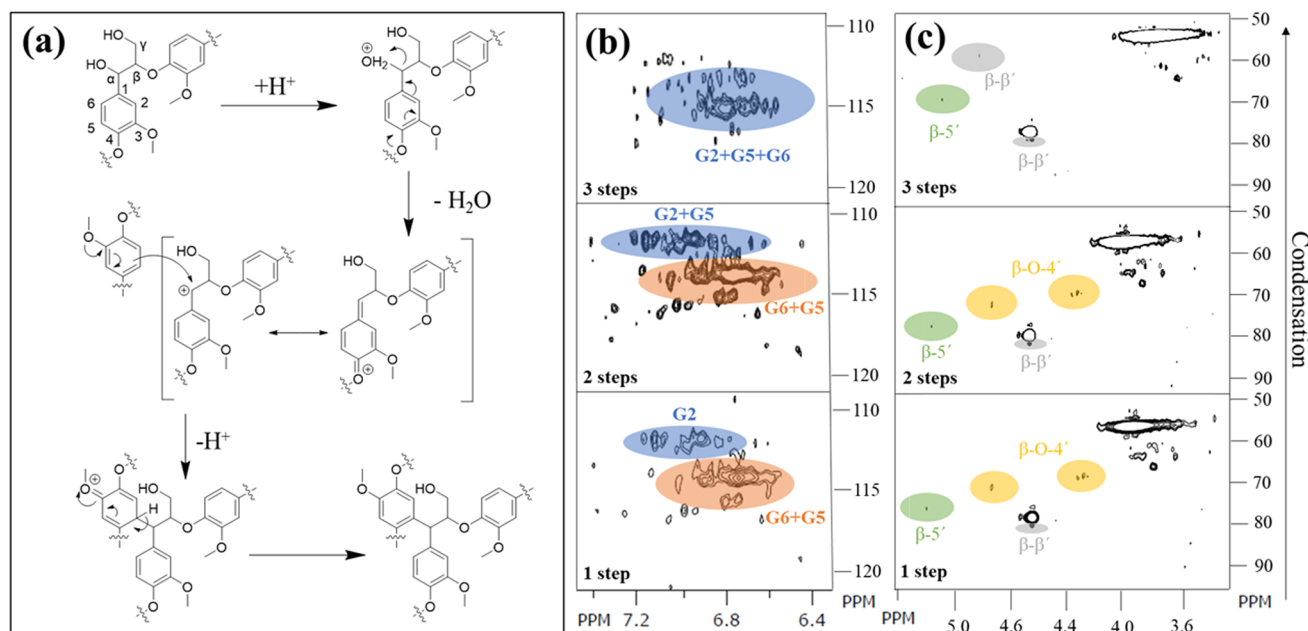 (a)
HO
γ
HO
α
β
O
1
6
2
5
3
4
O
O
O
+H⁺
HO
⊕
OH₂
O
O
O
O
- H₂O
O
O
HO
⊕
O
O
O
O
HO
O
O
O
O
⊕
-H⁺
O
⊕
O
HO
H
O
O
O
O
O
O
HO
O
O
O
O
(b)
G2+G5+G6
3 steps
110
115
120
G2+G5
G6+G5
2 steps
110
115
120
G2
G6+G5
1 step
110
115
120
PPM
PPM
7.2
6.8
6.4
(c)
β-β´
β-5´
β-β´
3 steps
50
60
70
80
90
β-O-4´
β-5´
β-β´
2 steps
50
60
70
80
90
β-O-4´
β-5´
β-β´
1 step
50
60
70
80
90
PPM
PPM
5.0
4.6
4.4
4.0
3.6
Condensation